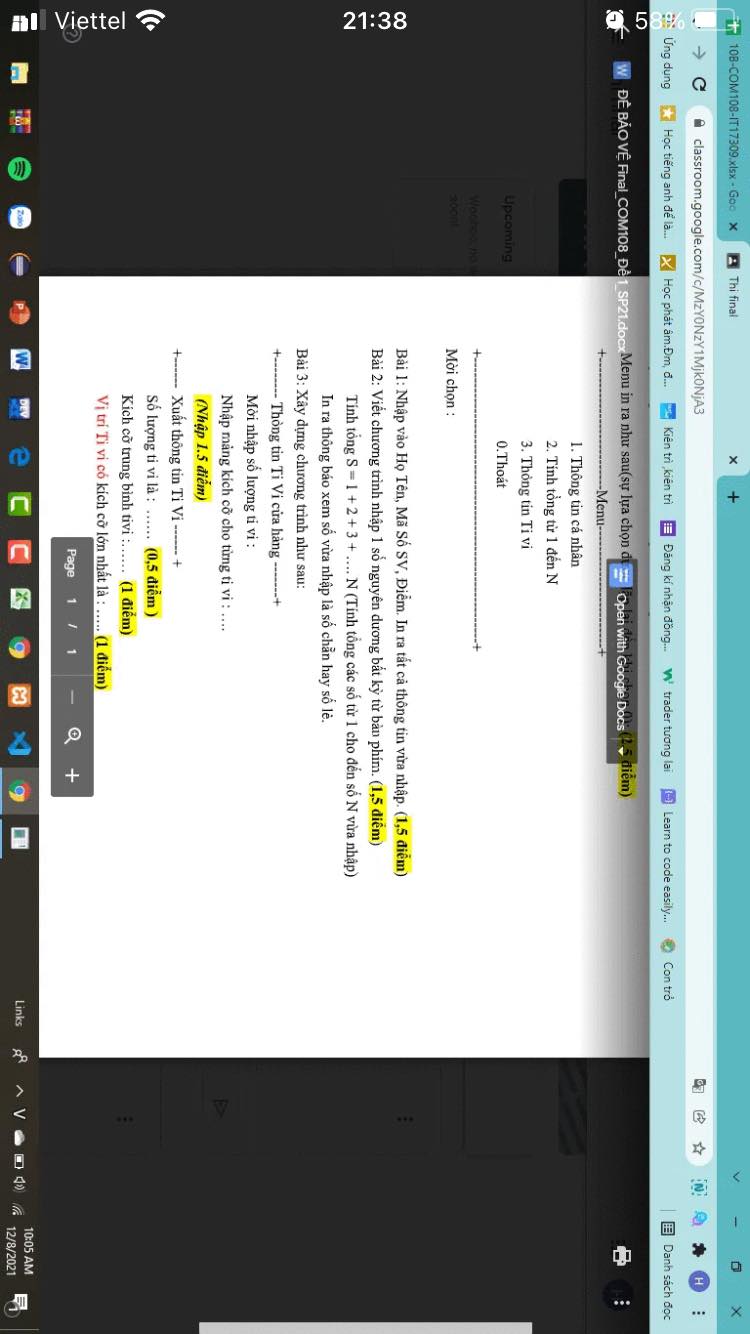 10B-COM108-IT17309.xlsx - Goo
Thi final
classroom.google.com/c/MzY0NzY1Mjk0NjA3
Ứng dụng
Học tiếng anh để là...
Học phát âm.Đm, đ...
Kiên trì ,kiên trì
Đăng kí nhận đồng...
trader tương lai
Learn to code easily,...
Con trỏ
Danh sách đọc
58%
ĐỀ BẢO VỆ Final_COM108_Đề 1_SP21.docx
Menu in ra như sau(sự lựa chọn được lặp lại đến khi chọn 0): (2,5 điểm)
Open with Google Docs
+--------------------------Menu------------------------+
1. Thông tin cá nhân
2. Tính tổng từ 1 đến N
3. Thông tin Ti vi
0.Thoát
+--------------------------------------------------------+
Mời chọn :
Upcoming
21:38
Bài 1: Nhập vào Họ Tên, Mã Số SV, Điểm. In ra tất cả thông tin vừa nhập. (1,5 điểm)
Bài 2: Viết chương trình nhập 1 số nguyên dương bất kỳ từ bàn phím. (1,5 điểm)
Tính tổng S = 1 + 2 + 3 + …. N (Tính tổng các số từ 1 cho đến số N vừa nhập)
In ra thông báo xem số vừa nhập là số chẵn hay số lẻ.
Bài 3: Xây dựng chương trình như sau:
+-------- Thông tin Ti Vi cửa hàng -------+
Mời nhập số lượng ti vi :
Nhập mảng kích cỡ cho từng ti vi : ….
(Nhập 1.5 điểm)
+------ Xuất thông tin Ti Vi ------ +
Số lượng ti vi là : …… (0,5 điểm )
Kích cỡ trung bình tivi :…… (1 điểm)
Vị trí Ti vi có kích cỡ lớn nhất là : ….. (1 điểm)
Viettel
Page 1 / 1
Links
10:05 AM
12/8/2021